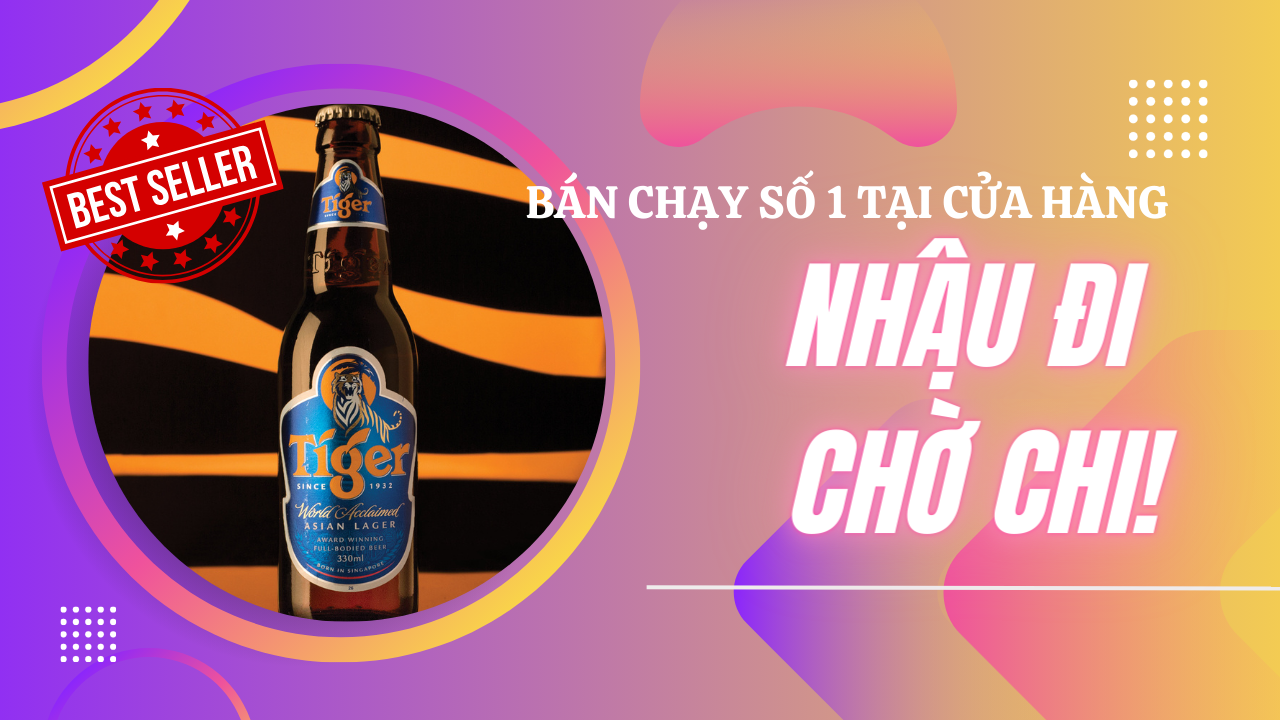 BEST SELLER
BÁN CHẠY SỐ 1 TẠI CỬA HÀNG
NHẬU ĐI
CHỜ CHI!
Tiger
Tiger
Tiger
SINCE 1932
World Acclaimed
ASIAN LAGER
AWARD WINNING
FULL-BODIED BEER
330ml
BORN IN SINGAPORE